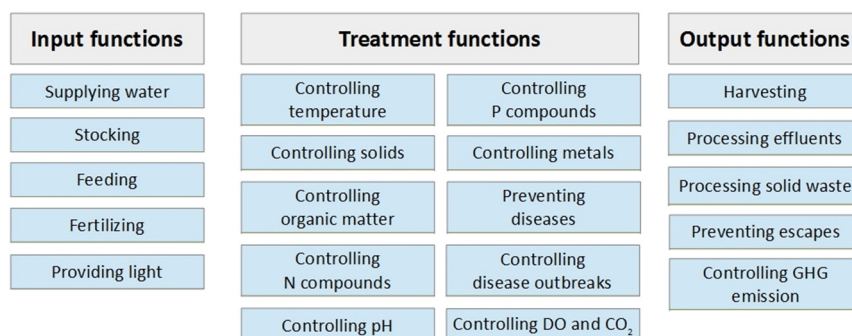 Input functions
Supplying water
Stocking
Feeding
Fertilizing
Providing light
Treatment functions
Controlling
temperature
Controlling solids
Controlling
organic matter
Controlling
N compounds
Controlling pH
Controlling
P compounds
Controlling metals
Preventing
diseases
Controlling
disease outbreaks
Controlling DO and CO₂
Output functions
Harvesting
Processing effluents
Processing solid waste
Preventing escapes
Controlling GHG
emission